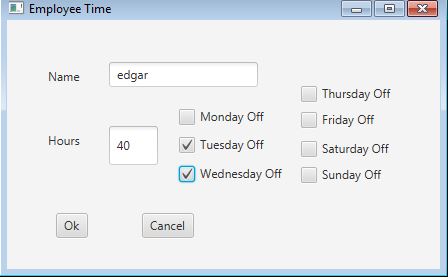 Employee Time
Name
edgar
Thursday Off
Monday Off
Friday Off
Hours
40
Tuesday Off
Saturday Off
Wednesday Off
Sunday Off
Ok
Cancel